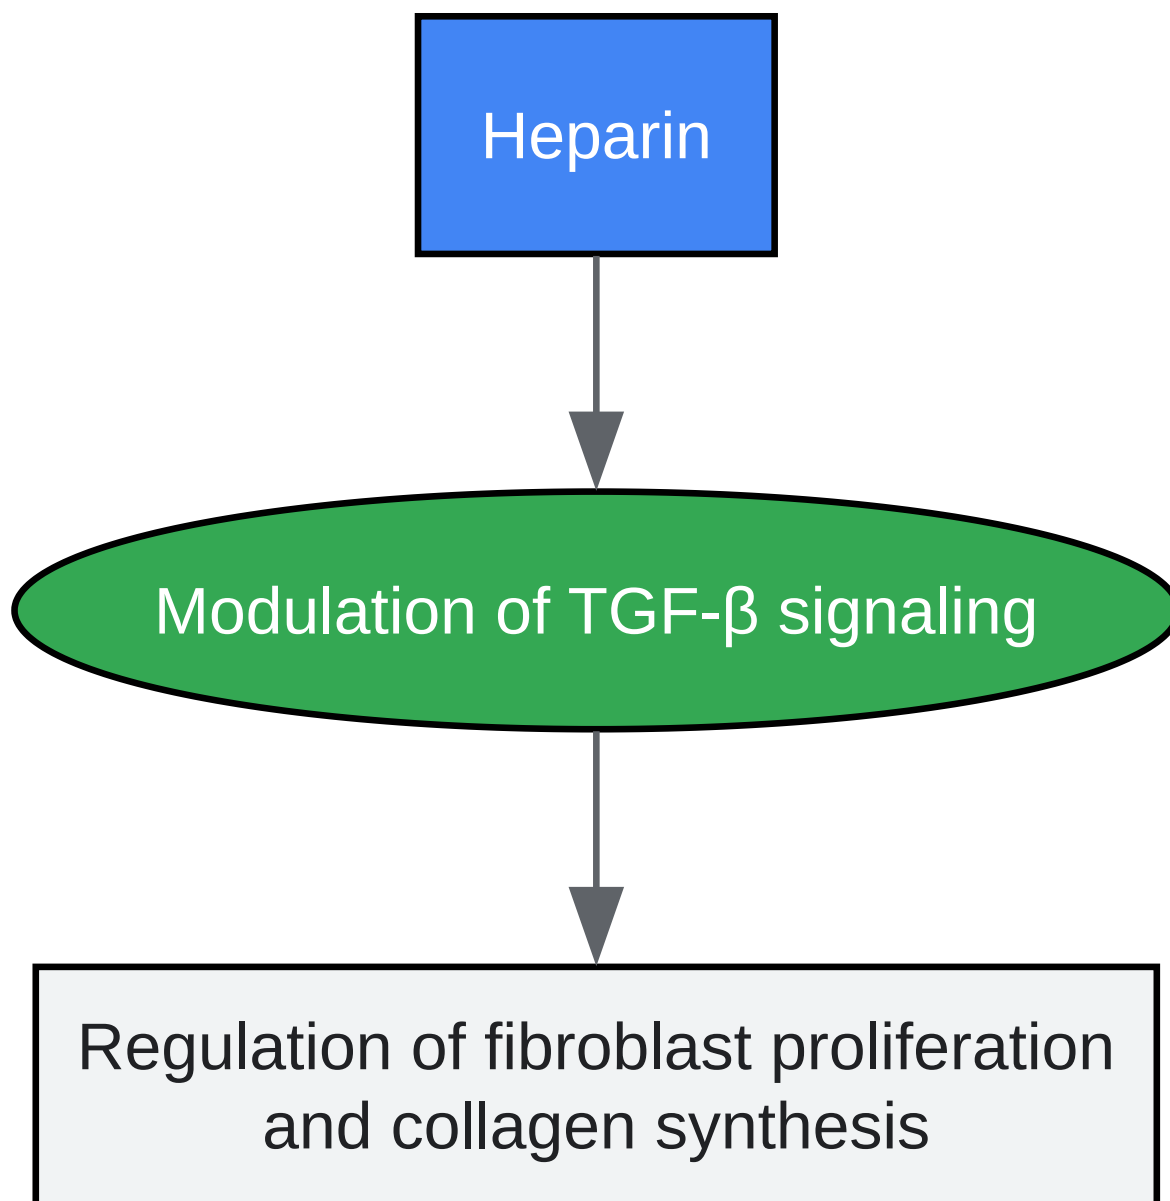 Heparin
Modulation of TGF-β signaling
Regulation of fibroblast proliferation
and collagen synthesis